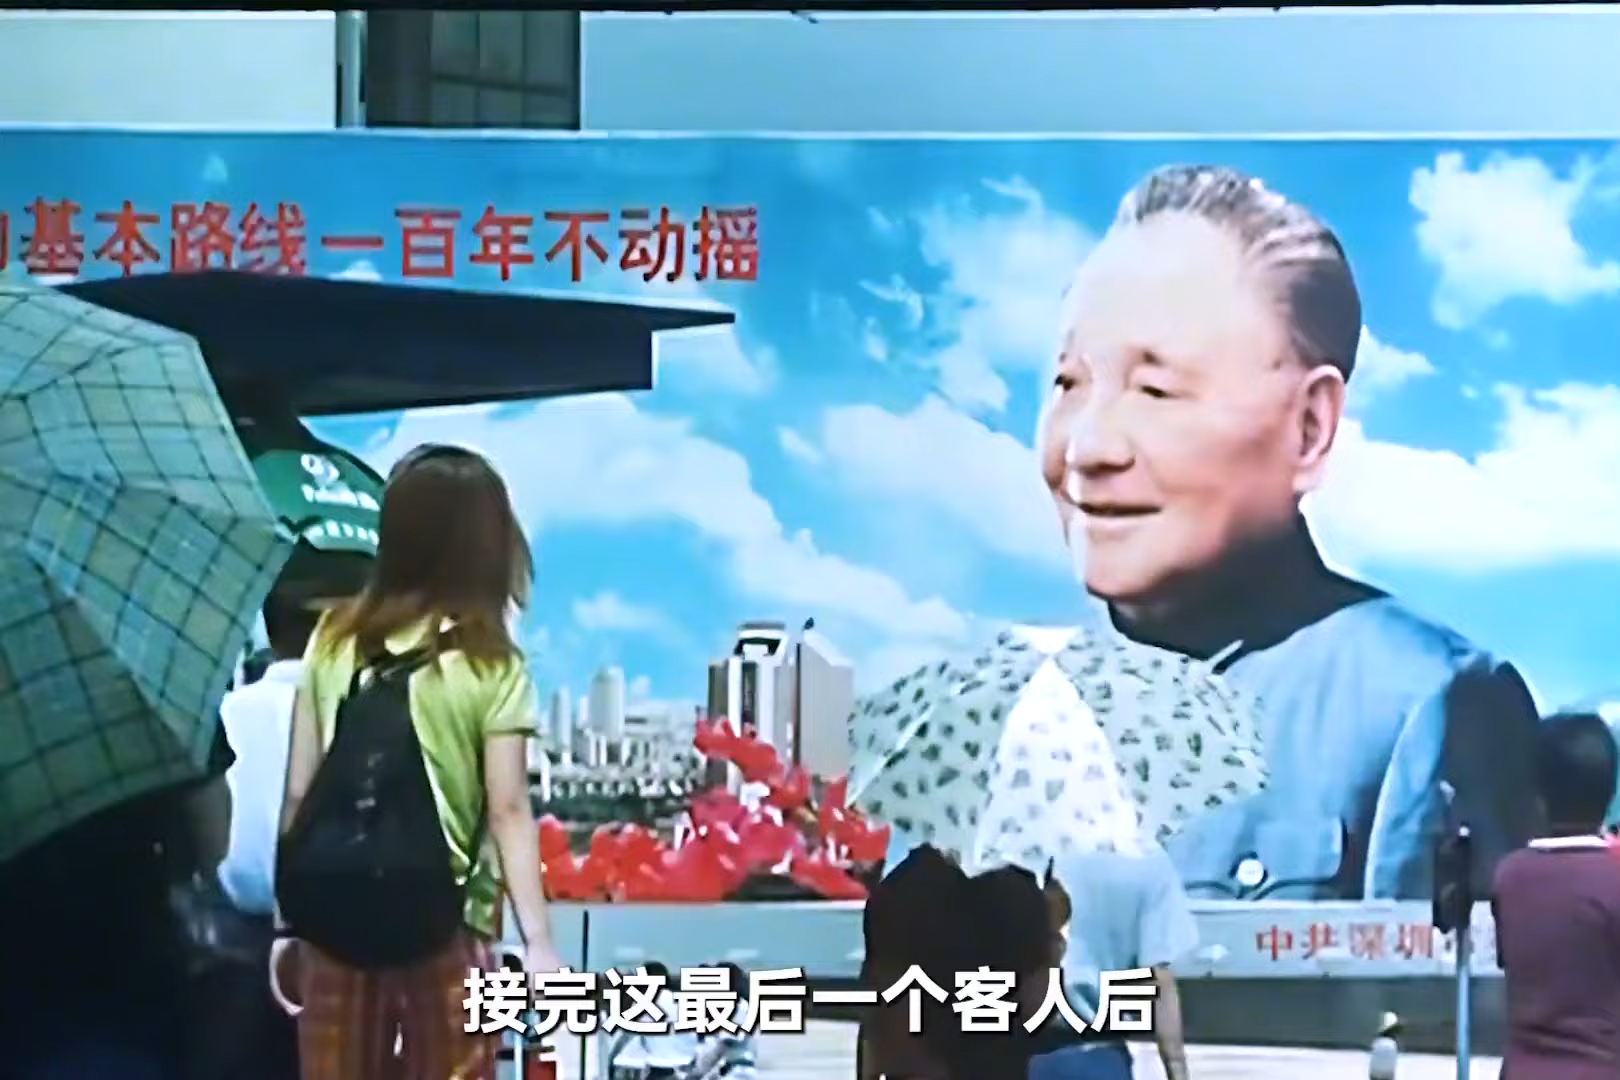 基本路线一百年不动摇
中共深圳市
接完这最后一个客人后